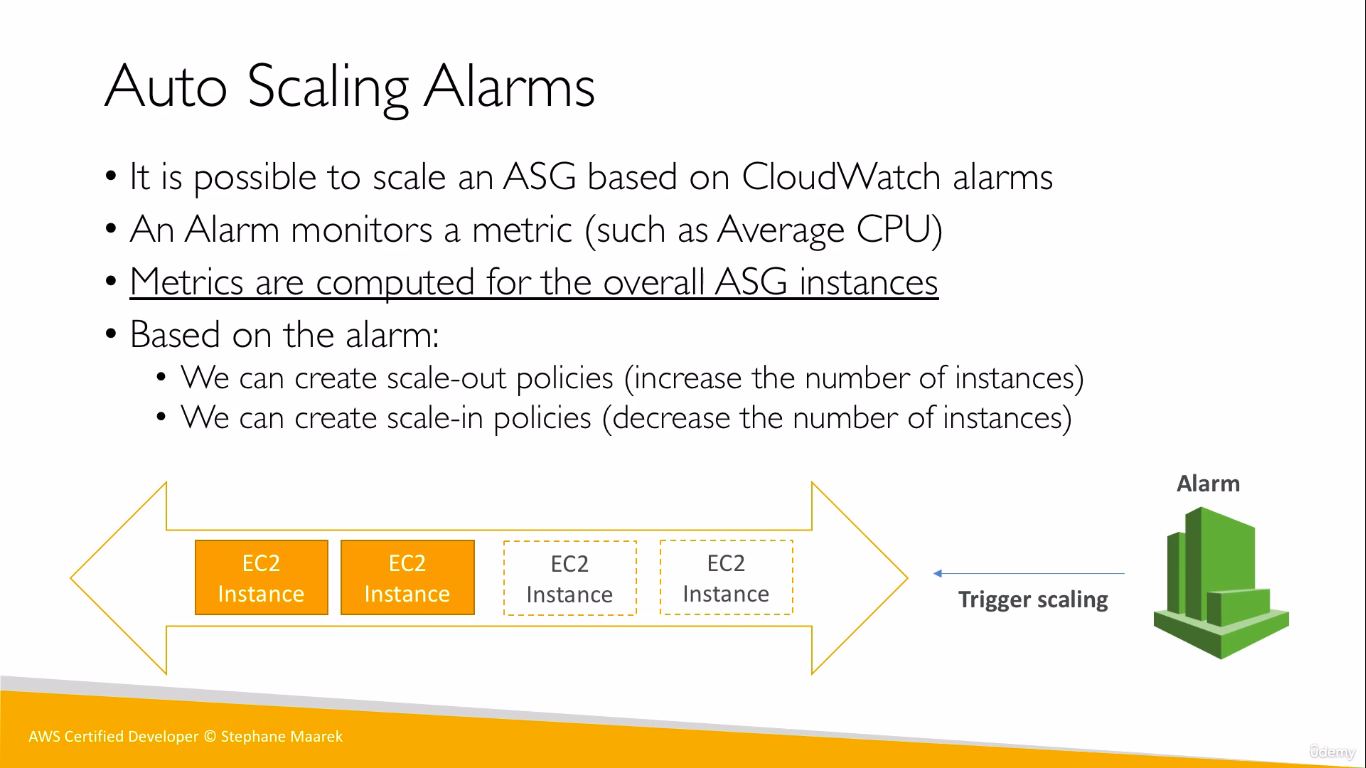 Auto Scaling Alarms
• It is possible to scale an ASG based on CloudWatch alarms
• An Alarm monitors a metric (such as Average CPU)
• Metrics are computed for the overall ASG instances
• Based on the alarm:
• We can create scale-out policies (increase the number of instances)
• We can create scale-in policies (decrease the number of instances)
EC2
Instance
EC2
Instance
EC2
Instance
EC2
Instance
Alarm
Trigger scaling
AWS Certified Developer © Stephane Maarek
ûdemy